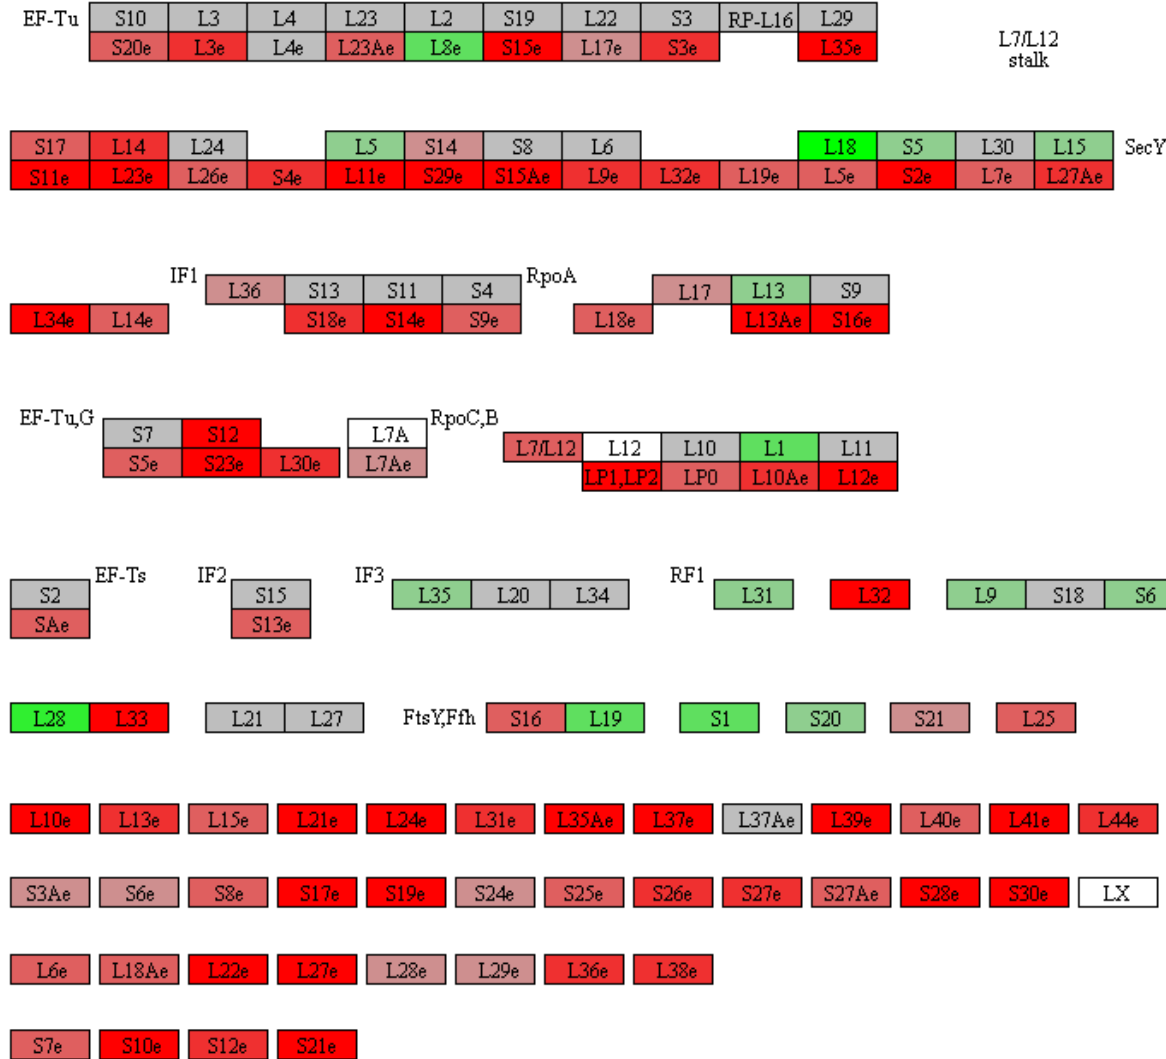 EF-Tu S10 L3 L4 L23 L2 S19 L22 S3 RP-L16 L29
S20e L3e L4e L23Ae L8e S15e L17e S3e L35e L7/L12
stalk
S17 L14 L24 L5 S14 S8 L6 L18 S5 L30 L15 SecY
S11e L23e L26e S4e L11e S29e S15Ae L9e L32e L19e L5e S2e L7e L27Ae
IF1 L36 S13 S11 S4 RpoA L17 L13 S9
L34e L14e S18e S14e S9e L18e L13Ae S16e
EF-Tu,G S7 S12 L7A RpoC,B L7/L12 L12 L10 L1 L11
S5e S23e L30e L7Ae LP1,LP2 LP0 L10Ae L12e
S2 EF-Ts IF2 S15 IF3 L35 L20 L34 RF1 L31 L32 L9 S18 S6
SAe S13e
L28 L33 L21 L27 FtsY,Ffh S16 L19 S1 S20 S21 L25
L10e L13e L15e L21e L24e L31e L35Ae L37e L37Ae L39e L40e L41e L44e
S3Ae S6e S8e S17e S19e S24e S25e S26e S27e S27Ae S28e S30e LX
L6e L18Ae L22e L27e L28e L29e L36e L38e
S7e S10e S12e S21e